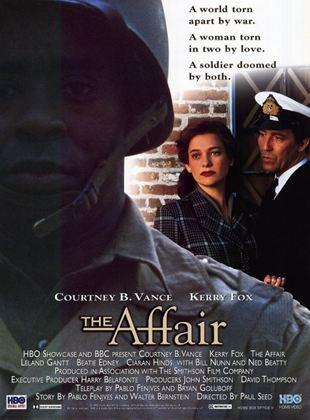 A world torn
apart by war.
A woman torn
in two by love.
A soldier doomed
by both.
COURTNEY B. VANCE KERRY FOX
THE Affair
HBO SHOWCASE AND BBC PRESENT COURTNEY B. VANCE KERRY FOX THE AFFAIR
LELAND GANTT BEATIE EDNEY CIARAN HINDS WITH BILL NUNN AND NED BEATTY
PRODUCED IN ASSOCIATION WITH THE SMITHSON FILM COMPANY
EXECUTIVE PRODUCER HARRY BELAFONTE PRODUCERS JOHN SMITHSON DAVID THOMPSON
TELEPLAY BY PABLO FENJVES AND BRYAN GOLUBOFF
STORY BY PABLO FENJVES AND WALTER BERNSTEIN DIRECTED BY PAUL SEED
HBO
HBO
HOME VIDEO